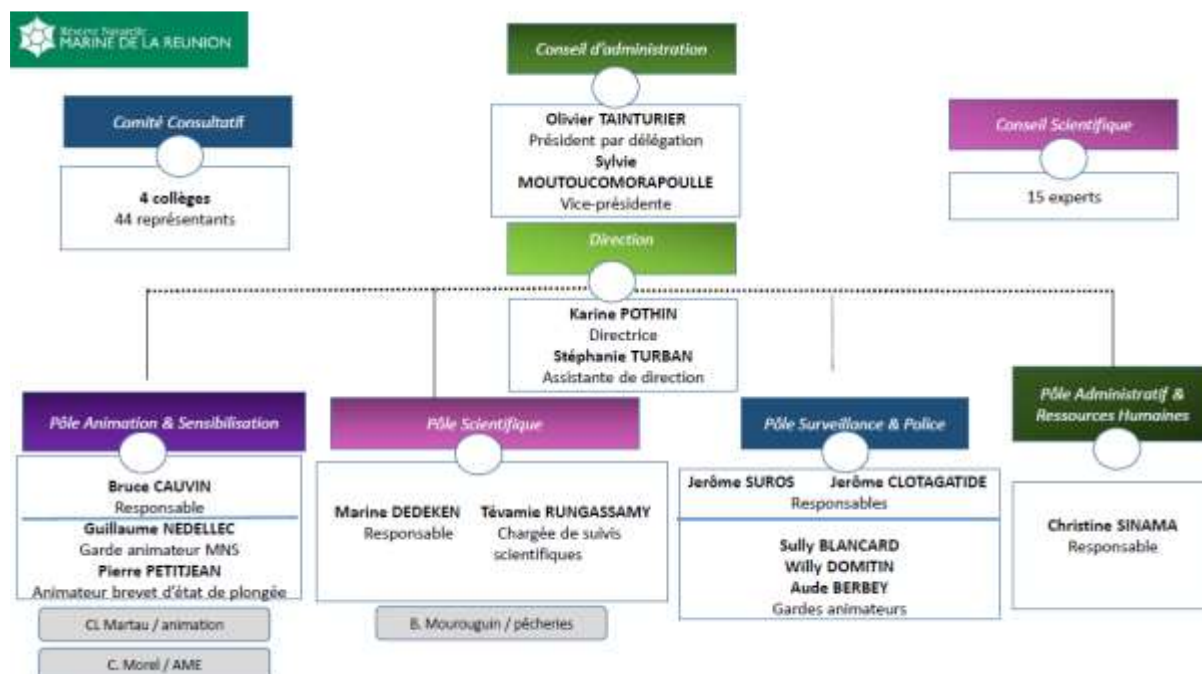 Réserve Naturelle
MARINE DE LA REUNION
Conseil d'administration
Olivier TAINTURIER
Président par délégation
Sylvie
MOUTOUCOMORAPOULLE
Vice-présidente
Comité Consultatif
4 collèges
44 représentants
Conseil Scientifique
15 experts
Direction
Karine POTHIN
Directrice
Stéphanie TURBAN
Assistante de direction
Pôle Animation & Sensibilisation
Bruce CAUVIN
Responsable
Guillaume NEDELLEC
Garde animateur MNS
Pierre PETITJEAN
Animateur brevet d'état de plongée
CL Martau / animation
C. Morel / AME
Pôle Scientifique
Marine DEDEKEN
Responsable
Tévamie RUNGASSAMY
Chargée de suivis
scientifiques
B. Mourouguin / pêcheries
Pôle Surveillance & Police
Jerôme SUROS Jerôme CLOTAGATIDE
Responsables
Sully BLANCARD
Willy DOMITIN
Aude BERBEY
Gardes animateurs
Pôle Administratif &
Ressources Humaines
Christine SINAMA
Responsable